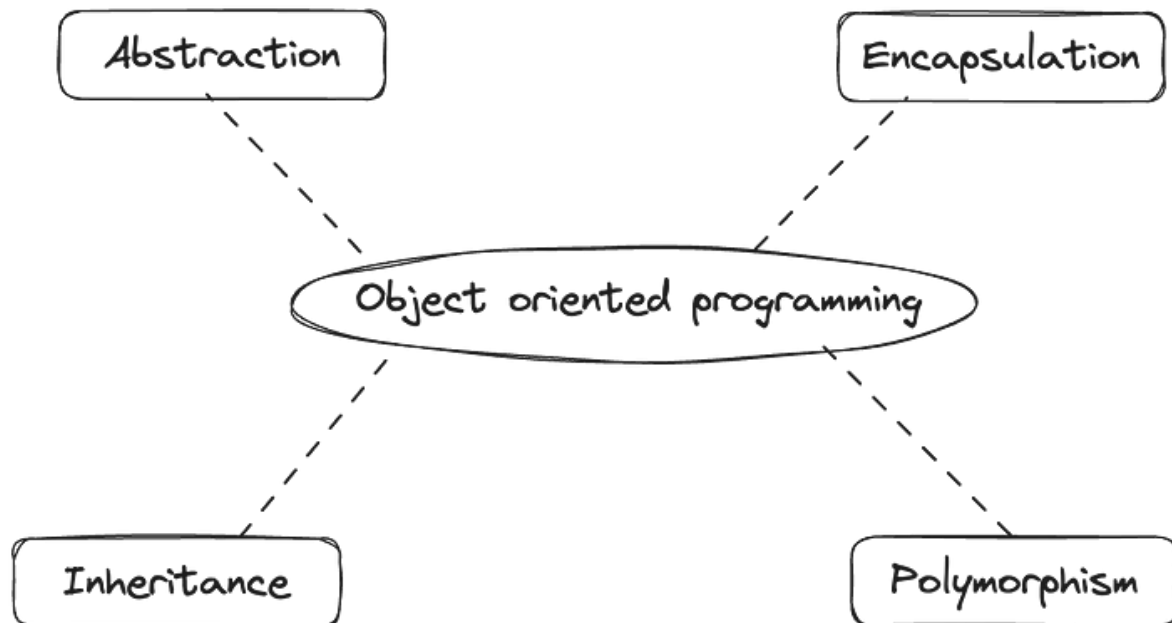 Abstraction
Encapsulation
Object oriented programming
Inheritance
Polymorphism